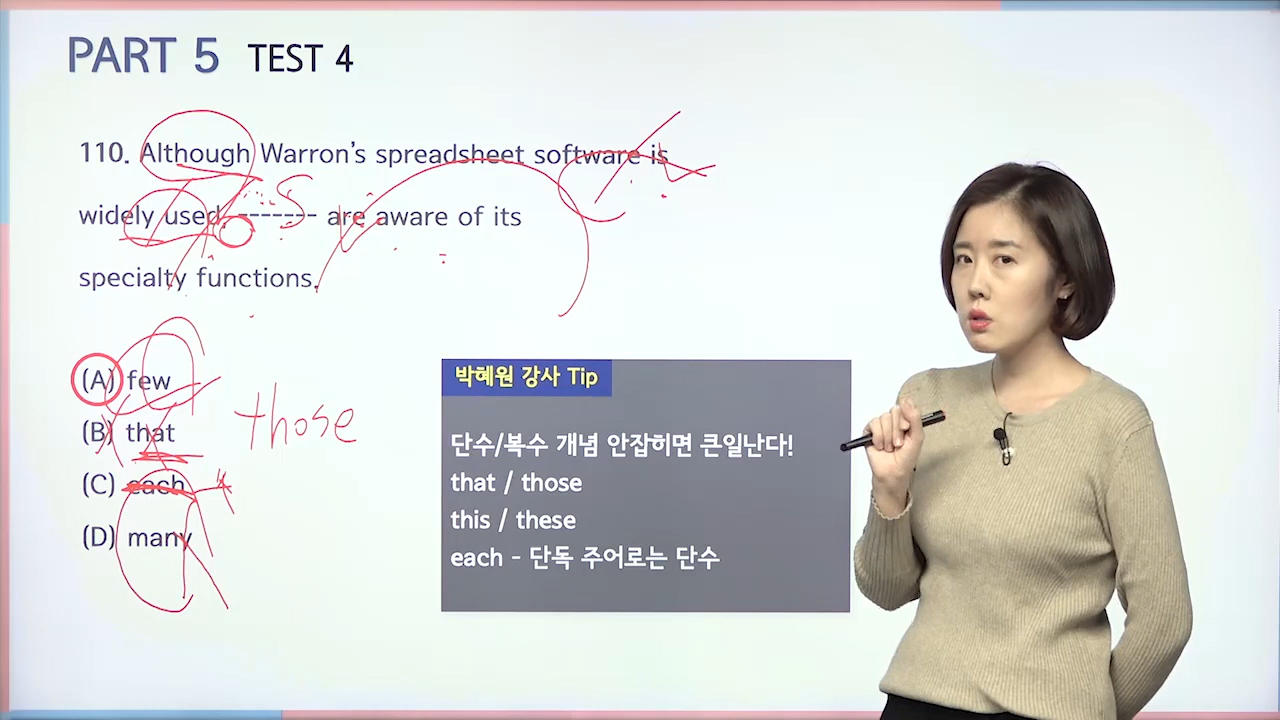 PART 5 TEST 4
110. Although Warron's spreadsheet software is
widely used, ------- are aware of its
specialty functions.
(A) few
(B) that
those
(C) each
(D) many
박혜원 강사 Tip
단수/복수 개념 안잡히면 큰일난다!
that / those
this / these
each - 단독 주어로는 단수